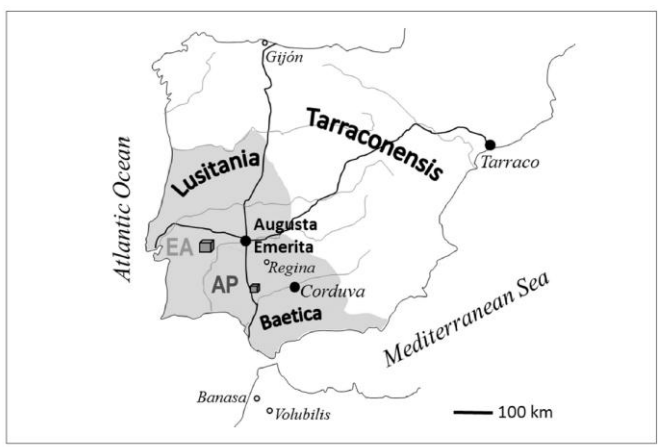 Gijón
Tarraconensis
Lusitania
Tarraco
Atlantic Ocean
Augusta
Emerita
EA
Regina
AP
Corduva
Baetica
Mediterranean Sea
Banasa
Volubilis
100 km